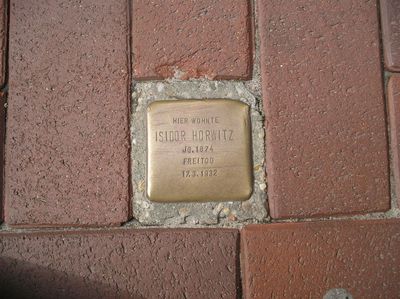 HIER WOHNTE
ISIDOR HORWITZ
JG. 1874
FREITOD
17.3.1932